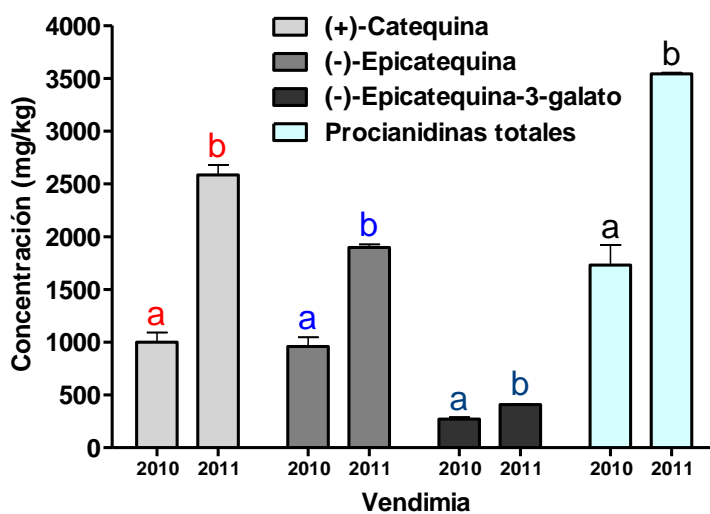 (+)-Catequina
(-)-Epicatequina
(-)-Epicatequina-3-galato
Procianidinas totales
Concentración (mg/kg)
4000
3500
3000
2500
2000
1500
1000
500
0
a
b
a
b
a
b
a
b
2010 2011 2010 2011 2010 2011 2010 2011
Vendimia